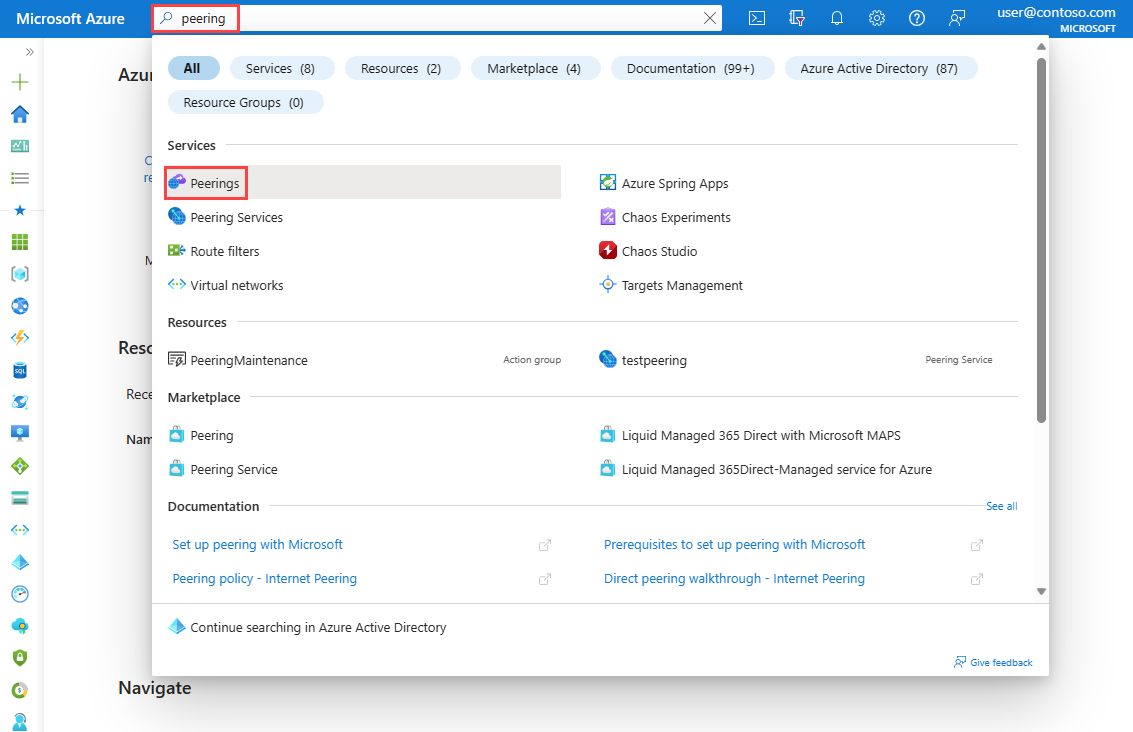 Microsoft Azure
peering
user@contoso.com
MICROSOFT
All
Services (8)
Resources (2)
Marketplace (4)
Documentation (99+)
Azure Active Directory (87)
Resource Groups (0)
Services
Peerings
Azure Spring Apps
Peering Services
Chaos Experiments
Route filters
Chaos Studio
Virtual networks
Targets Management
Resources
PeeringMaintenance
Action group
testpeering
Peering Service
Marketplace
Peering
Liquid Managed 365 Direct with Microsoft MAPS
Peering Service
Liquid Managed 365Direct-Managed service for Azure
Documentation
See all
Set up peering with Microsoft
Prerequisites to set up peering with Microsoft
Peering policy - Internet Peering
Direct peering walkthrough - Internet Peering
Continue searching in Azure Active Directory
Give feedback
Navigate